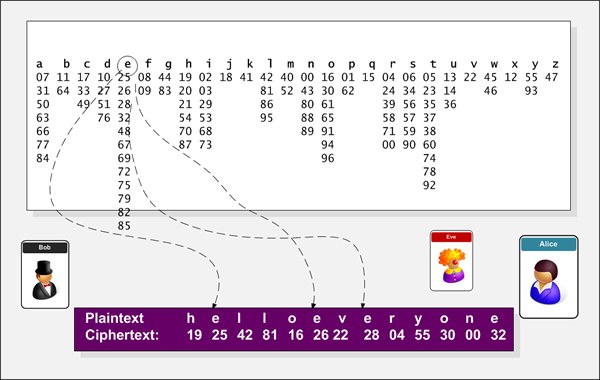 a b c d e f g h i j k l m n o p q r s t u v w x y z
07 11 17 10 25 08 44 19 02 18 41 42 40 00 16 01 15 04 06 05 13 22 45 12 55 47
31 64 33 27 26 09 83 20 03 81 52 43 30 62 24 34 23 14 46 93
50 49 51 28 21 29 86 80 61 39 56 35 36
63 76 32 54 53 95 88 65 58 57 37
66 48 70 68 89 91 71 59 38
77 67 87 73 94 00 90 60
84 69 96 74
72 78
75 92
79
82
85
Bob
Eve
Alice
Plaintext h e l l o e v e r y o n e
Ciphertext: 19 25 42 81 16 26 22 28 04 55 30 00 32